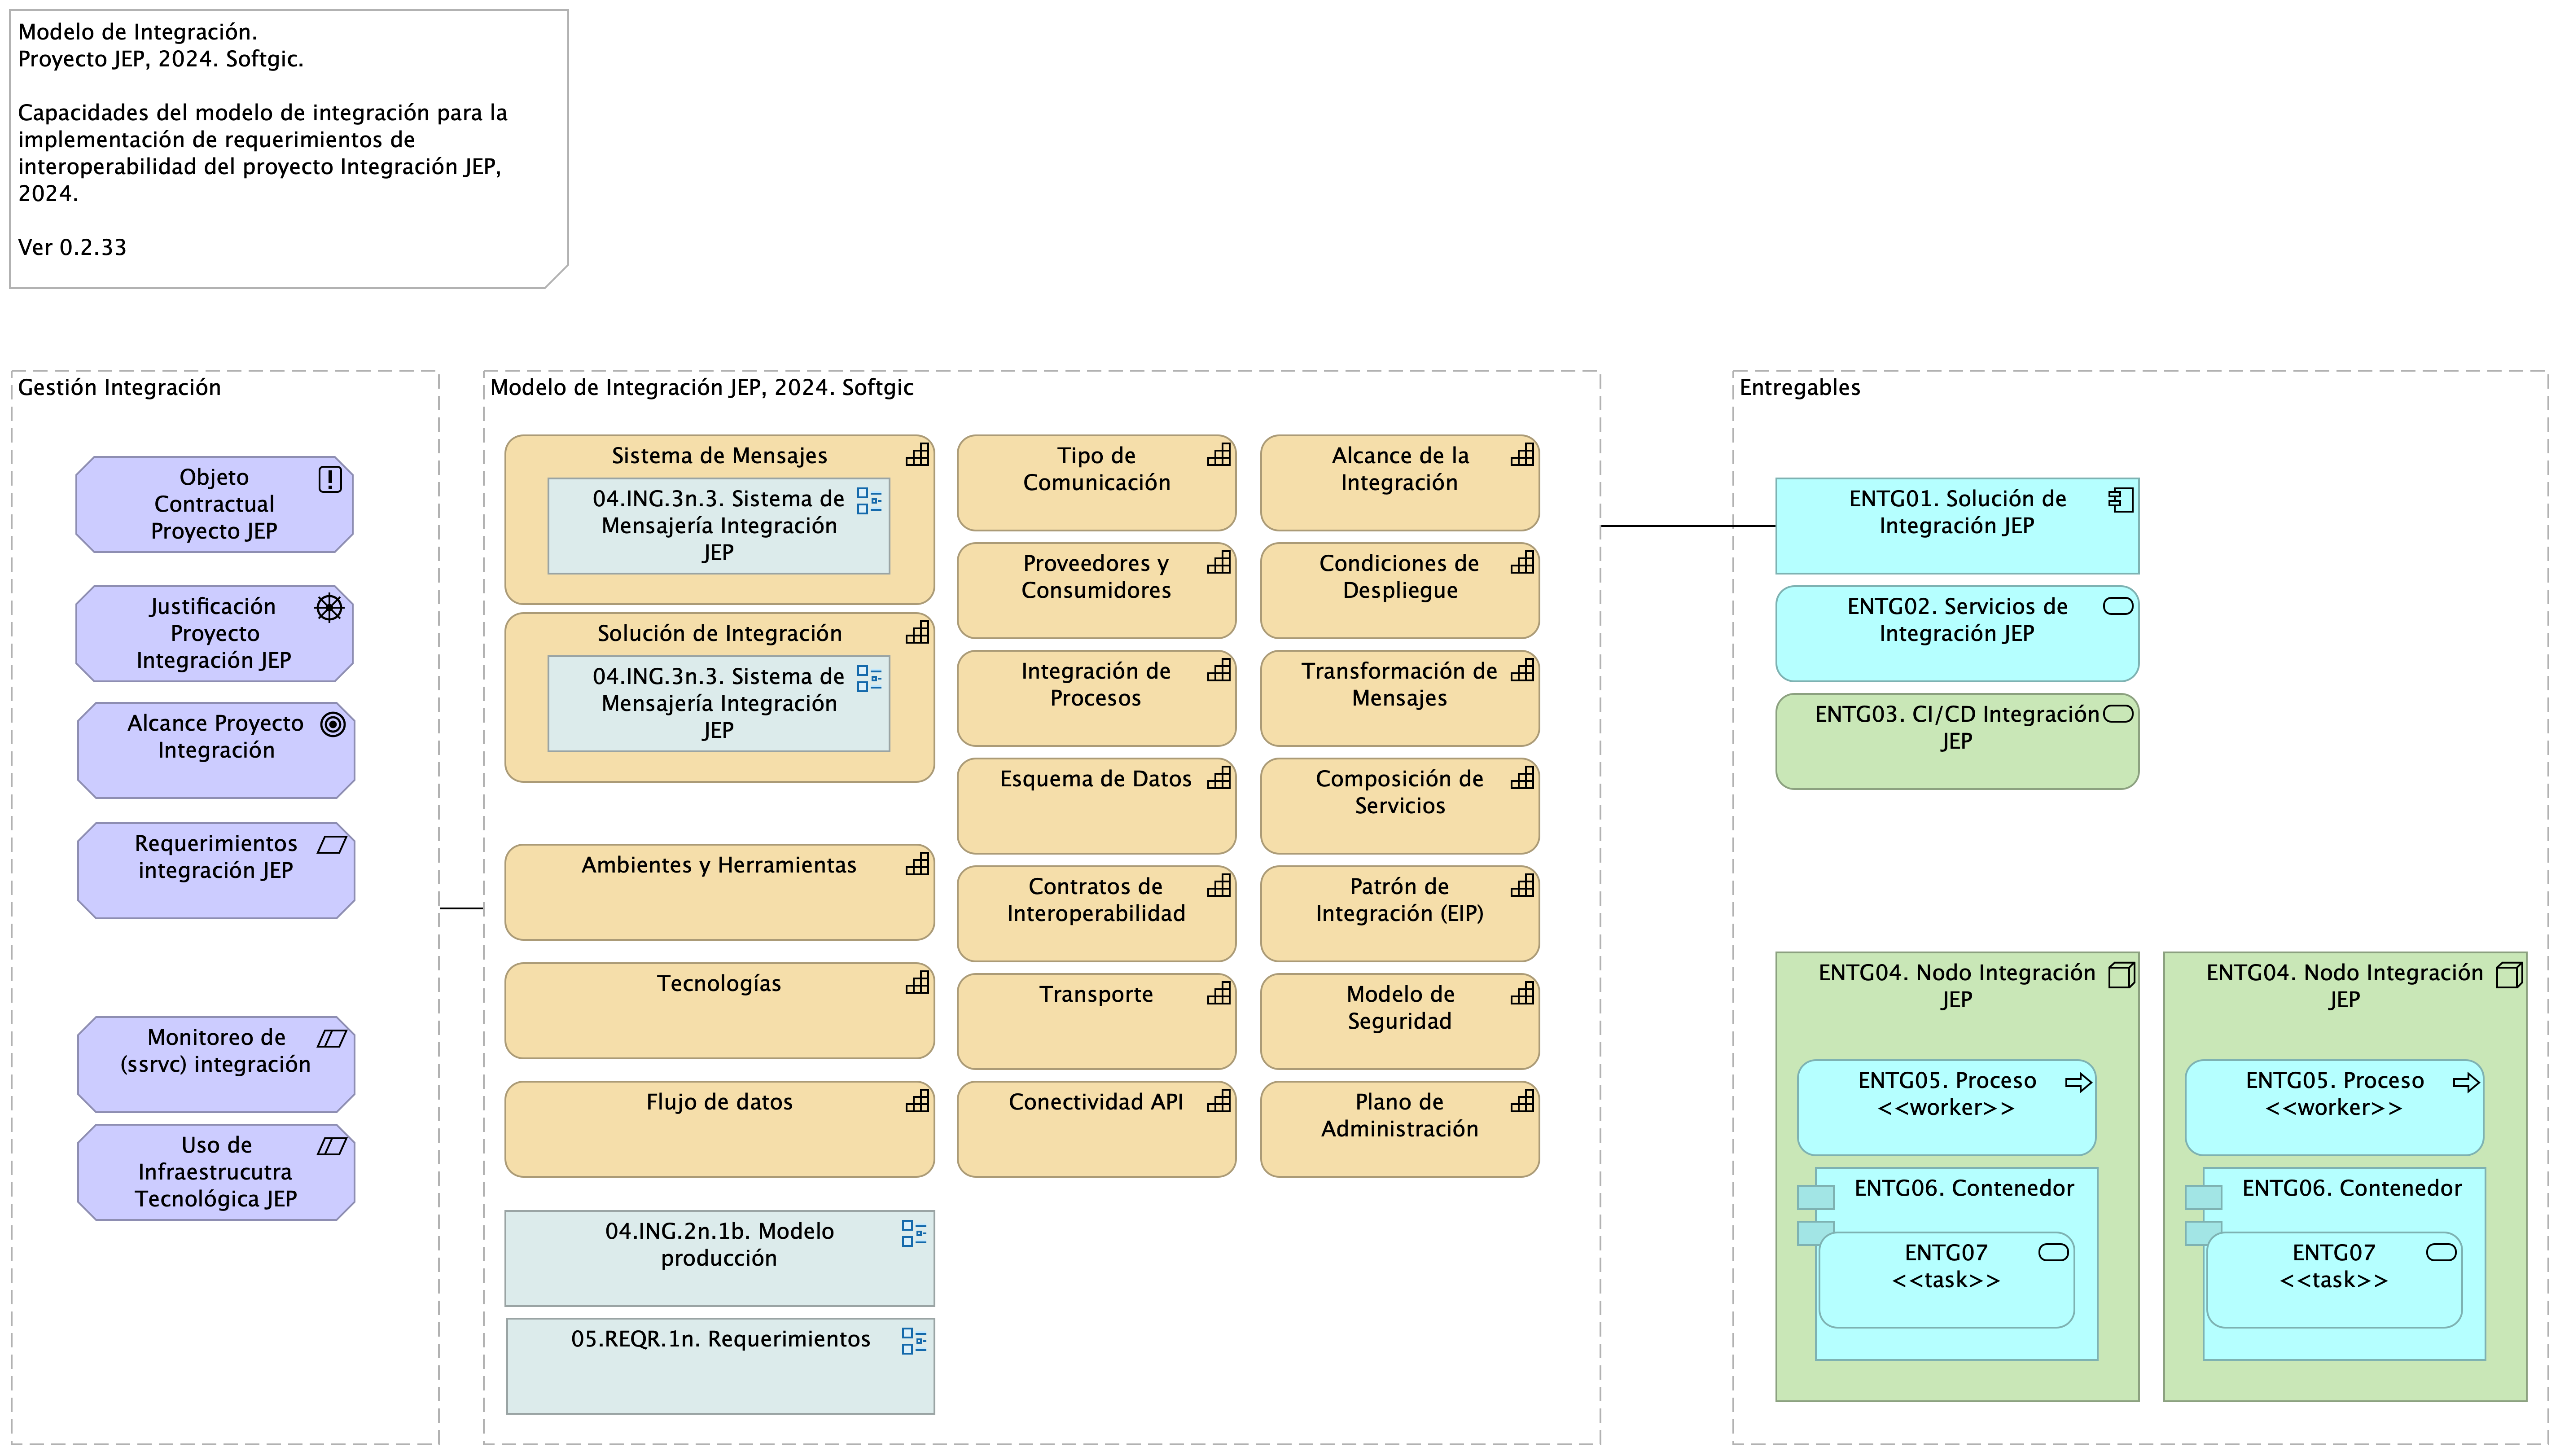 Modelo de Integración.
Proyecto JEP, 2024. Softgic.
Capacidades del modelo de integración para la
implementación de requerimientos de
interoperabilidad del proyecto Integración JEP,
2024.
Ver 0.2.33
Gestión Integración
Objeto
Contractual
Proyecto JEP
Justificación
Proyecto
Integración JEP
Alcance Proyecto
Integración
Requerimientos
integración JEP
Monitoreo de
(ssrvc) integración
Uso de
Infraestrucutra
Tecnológica JEP
Modelo de Integración JEP, 2024. Softgic
Sistema de Mensajes
04.ING.3n.3. Sistema de
Mensajería Integración
JEP
Solución de Integración
04.ING.3n.3. Sistema de
Mensajería Integración
JEP
Ambientes y Herramientas
Tecnologías
Flujo de datos
04.ING.2n.1b. Modelo
producción
05.REQR.1n. Requerimientos
Tipo de
Comunicación
Proveedores y
Consumidores
Integración de
Procesos
Esquema de Datos
Contratos de
Interoperabilidad
Transporte
Conectividad API
Alcance de la
Integración
Condiciones de
Despliegue
Transformación de
Mensajes
Composición de
Servicios
Patrón de
Integración (EIP)
Modelo de
Seguridad
Plano de
Administración
Entregables
ENTG01. Solución de
Integración JEP
ENTG02. Servicios de
Integración JEP
ENTG03. CI/CD Integración
JEP
ENTG04. Nodo Integración
JEP
ENTG05. Proceso
<<worker>>
ENTG06. Contenedor
ENTG07
<<task>>
ENTG04. Nodo Integración
JEP
ENTG05. Proceso
<<worker>>
ENTG06. Contenedor
ENTG07
<<task>>